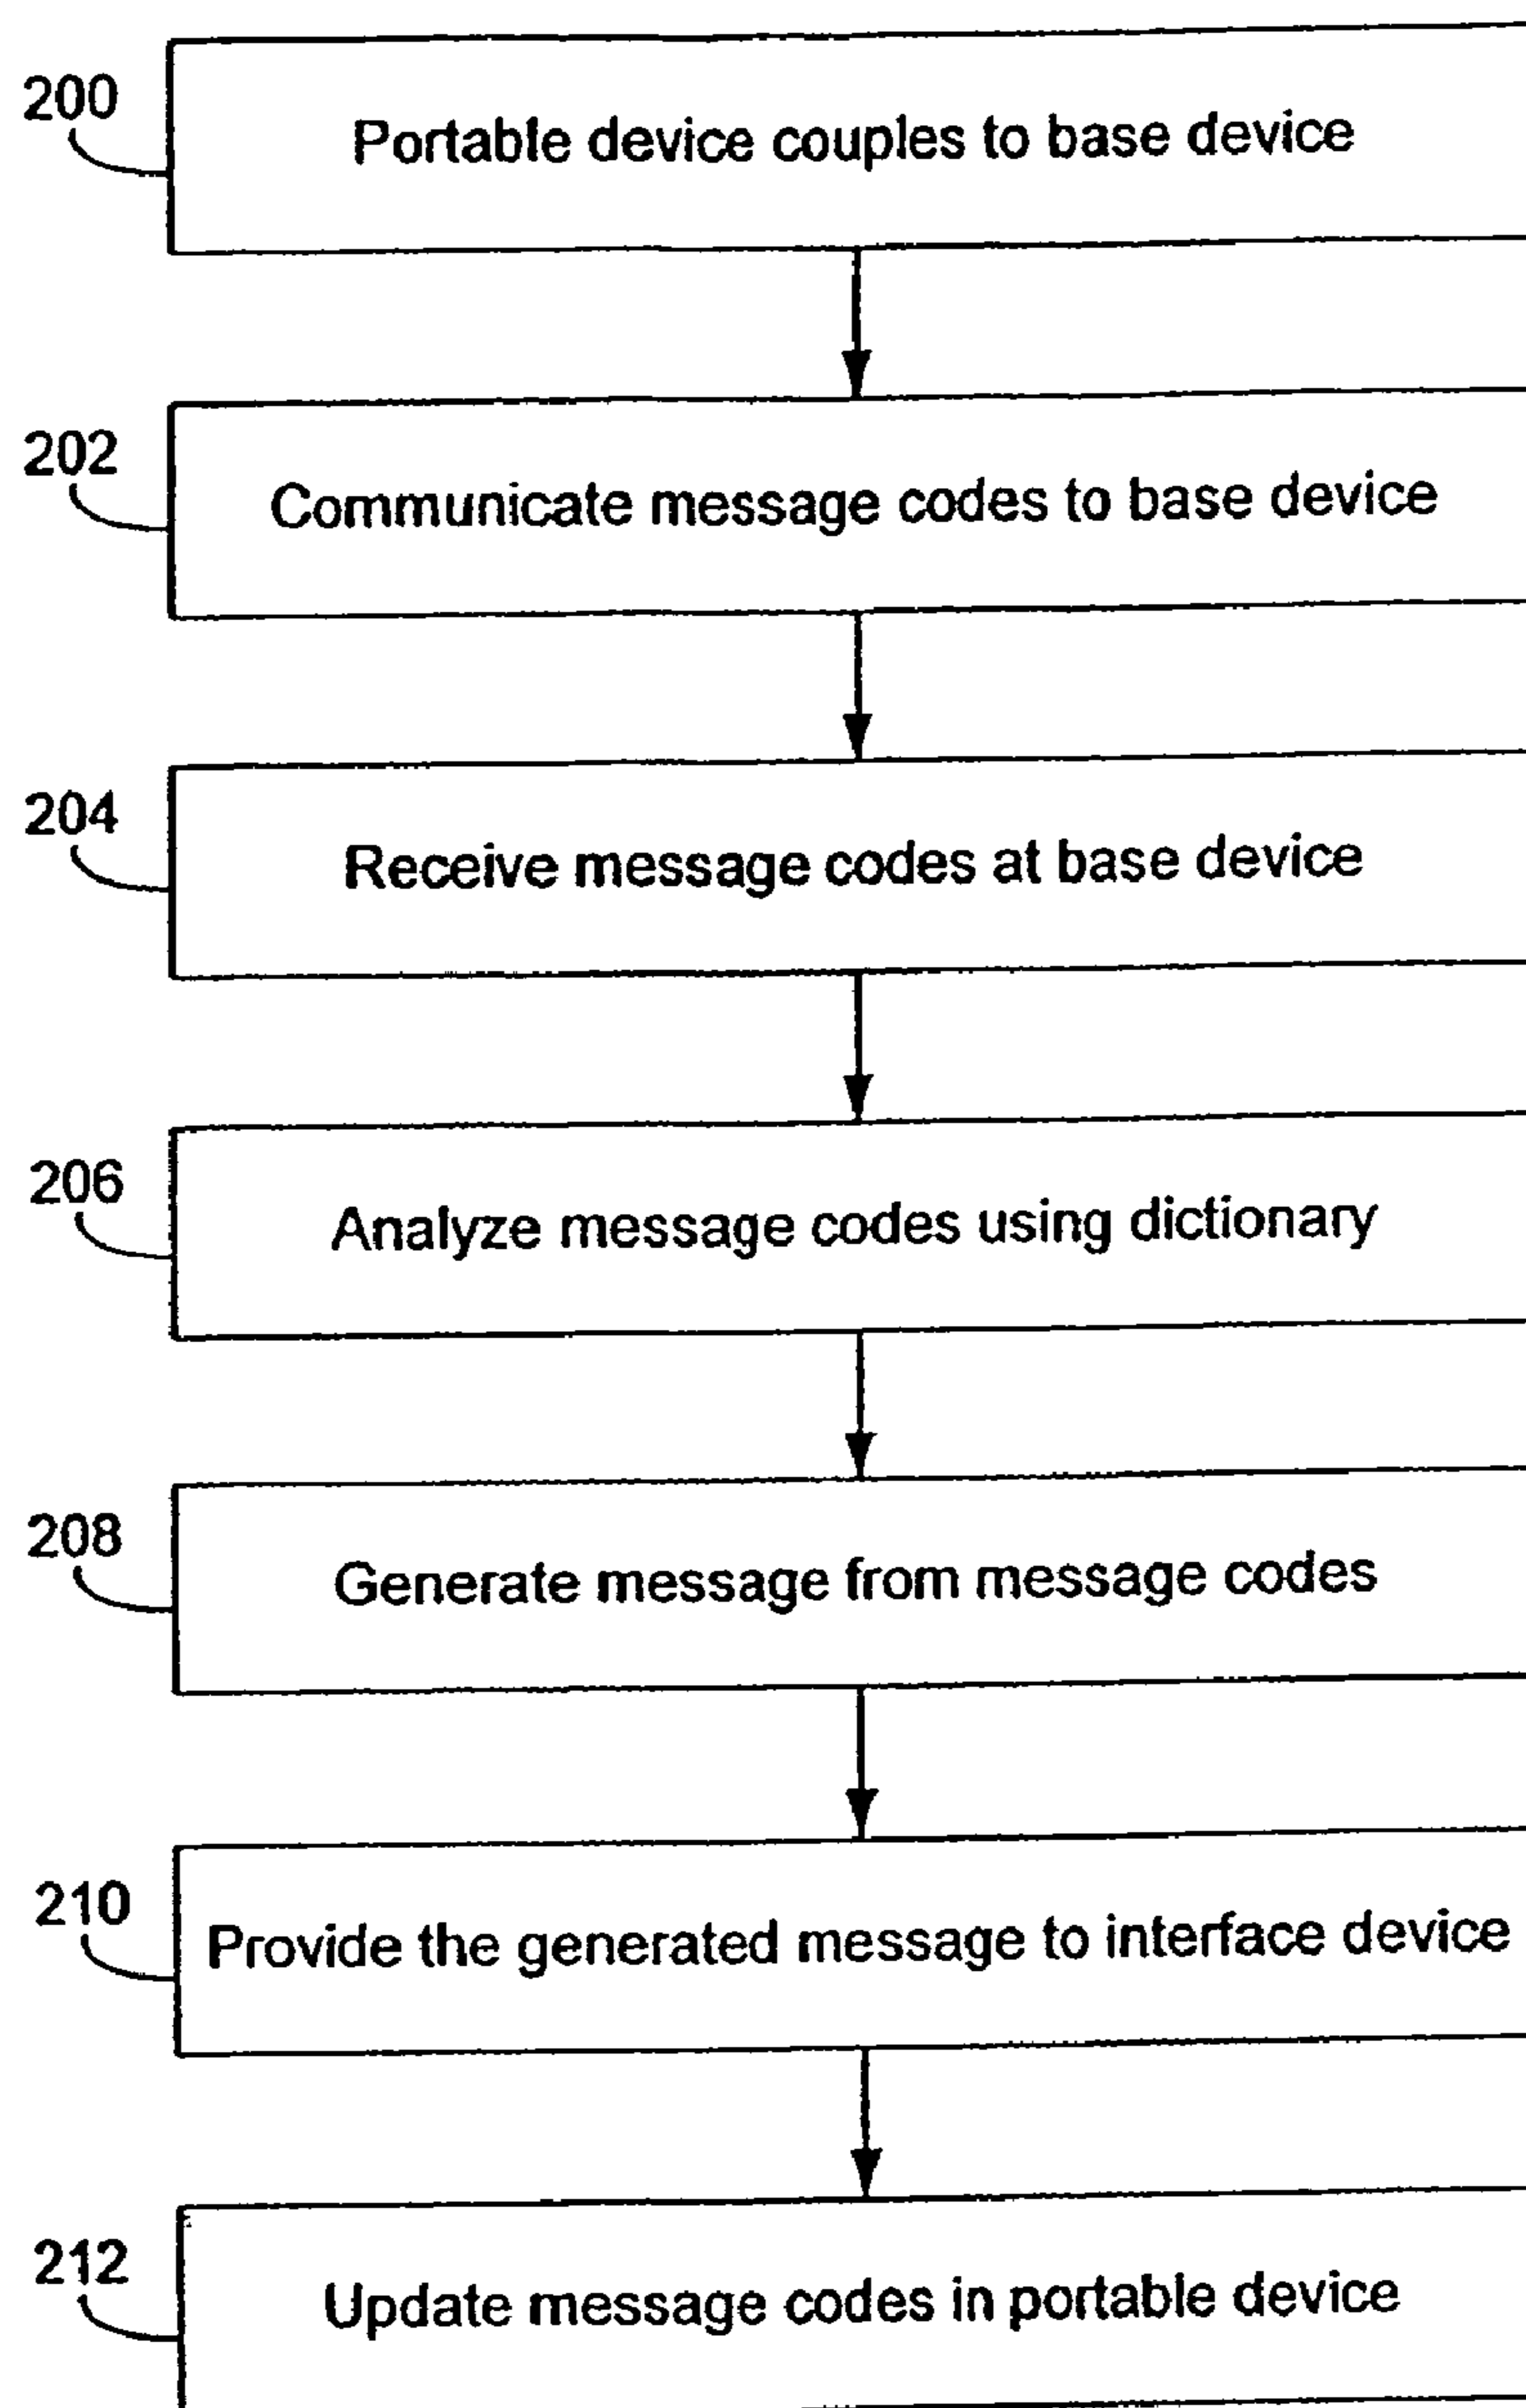 200
Portable device couples to base device
202
Communicate message codes to base device
204
Receive message codes at base device
206
Analyze message codes using dictionary
208
Generate message from message codes
210
Provide the generated message to interface device
212
Update message codes in portable device